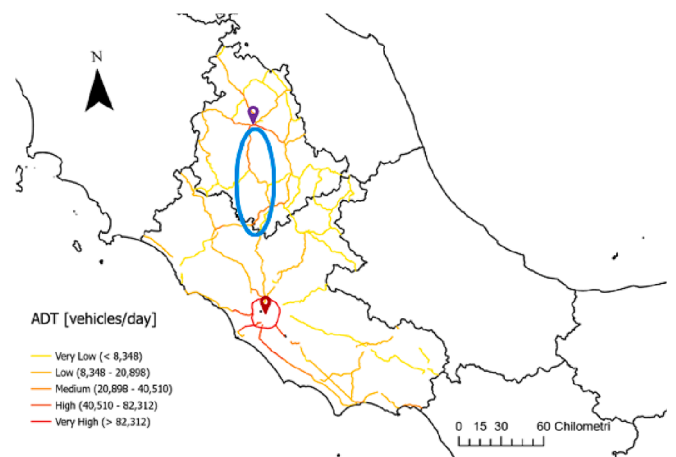 N
ADT [vehicles/day]
Very Low (< 8,348)
Low (8,348 - 20,898)
Medium (20,898 - 40,510)
High (40,510 - 82,312)
Very High (> 82,312)
0 15 30 60 Chilometri